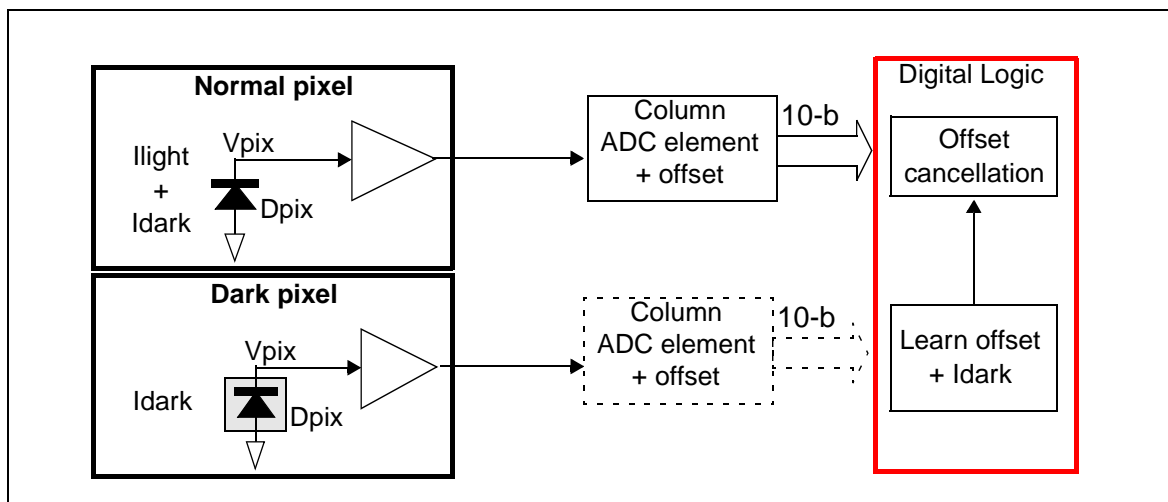 Normal pixel
Vpix
Ilight
+
Idark
Dpix
Column
ADC element
+ offset
10-b
Digital Logic
Offset
cancellation
Dark pixel
Vpix
Idark
Dpix
Column
ADC element
+ offset
10-b
Learn offset
+ Idark